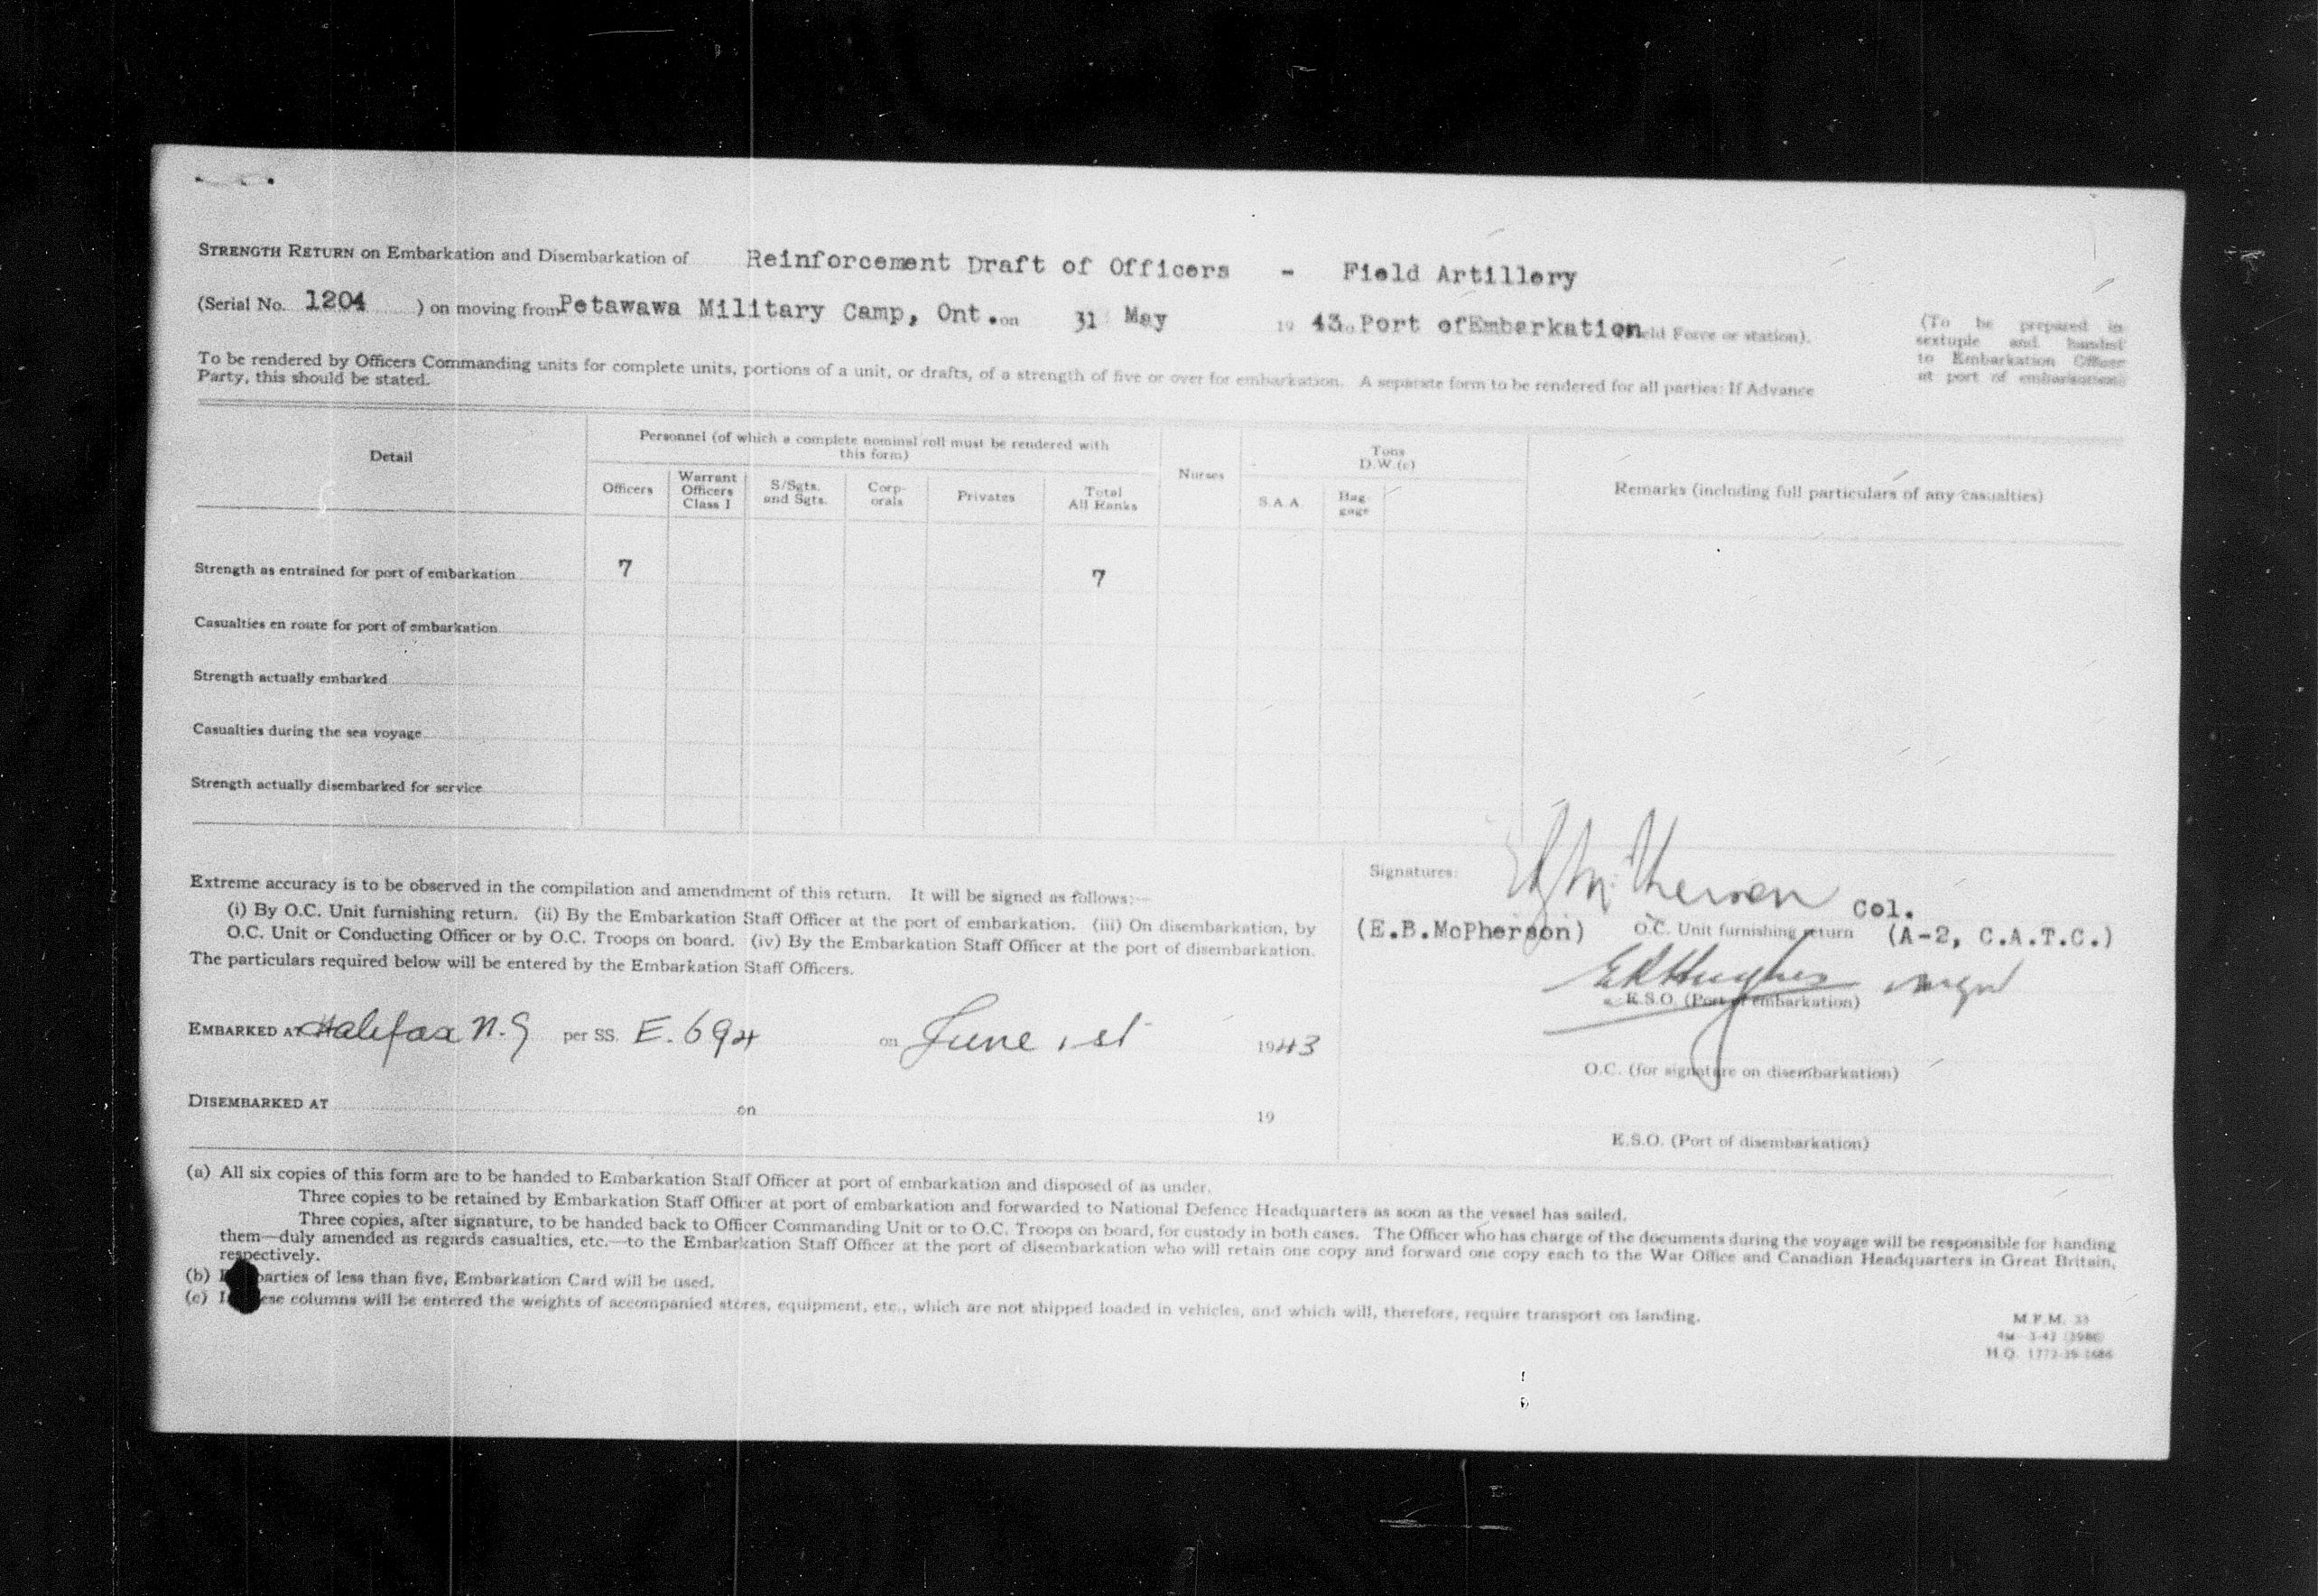 STRENGTH RETURN on Embarkation and Disembarkation of Reinforcement Draft of Officers - Field Artillery
(Serial No. 1204 ) on moving from Petawawa Military Camp, Ont. on 31 May 19 43 to Port of Embarkation Field Force or station).
(To be prepared in
sextuple and handed
to Embarkation Officer
at port of embarkation)
To be rendered by Officers Commanding units for complete units, portions of a unit, or drafts, of a strength of five or over for embarkation. A separate form to be rendered for all parties: If Advance
Party, this should be stated.
Detail
Personnel (of which a complete nominal roll must be rendered with
this form)
Officers
Warrant
Officers
Class I
S/Sgts.
and Sgts.
Corp-
orals
Privates
Total
All Ranks
Nurses
Tons
D.W.(c)
S.A.A.
Bag-
gage
Remarks (including full particulars of any casualties)
Strength as entrained for port of embarkation 7 7
Casualties en route for port of embarkation
Strength actually embarked
Casualties during the sea voyage
Strength actually disembarked for service
Extreme accuracy is to be observed in the compilation and amendment of this return. It will be signed as follows:—
(i) By O.C. Unit furnishing return. (ii) By the Embarkation Staff Officer at the port of embarkation. (iii) On disembarkation, by
O.C. Unit or Conducting Officer or by O.C. Troops on board. (iv) By the Embarkation Staff Officer at the port of disembarkation.
The particulars required below will be entered by the Embarkation Staff Officers.
EMBARKED AT Halifax N.S per SS. E.694 on June 1st 1943
DISEMBARKED AT on 19
Signatures: EBMcPherson Col.
(E.B.McPherson) O.C. Unit furnishing return (A-2, C.A.T.C.)
ERHughes Major
E.S.O. (Port of embarkation)
O.C. (for signature on disembarkation)
E.S.O. (Port of disembarkation)
(a) All six copies of this form are to be handed to Embarkation Staff Officer at port of embarkation and disposed of as under.
Three copies to be retained by Embarkation Staff Officer at port of embarkation and forwarded to National Defence Headquarters as soon as the vessel has sailed.
Three copies, after signature, to be handed back to Officer Commanding Unit or to O.C. Troops on board, for custody in both cases. The Officer who has charge of the documents during the voyage will be responsible for handing
them—duly amended as regards casualties, etc.—to the Embarkation Staff Officer at the port of disembarkation who will retain one copy and forward one copy each to the War Office and Canadian Headquarters in Great Britain,
respectively.
(b) parties of less than five, Embarkation Card will be used.
(c) columns will be entered the weights of accompanied stores, equipment, etc., which are not shipped loaded in vehicles, and which will, therefore, require transport on landing.
M.F.M. 33
H.Q. 1772-39-1686